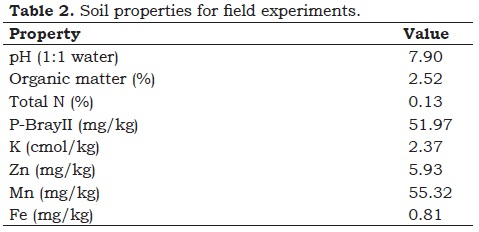 Table 2. Soil properties for field experiments.
Property Value
pH (1:1 water) 7.90
Organic matter (%) 2.52
Total N (%) 0.13
P-BrayII (mg/kg) 51.97
K (cmol/kg) 2.37
Zn (mg/kg) 5.93
Mn (mg/kg) 55.32
Fe (mg/kg) 0.81